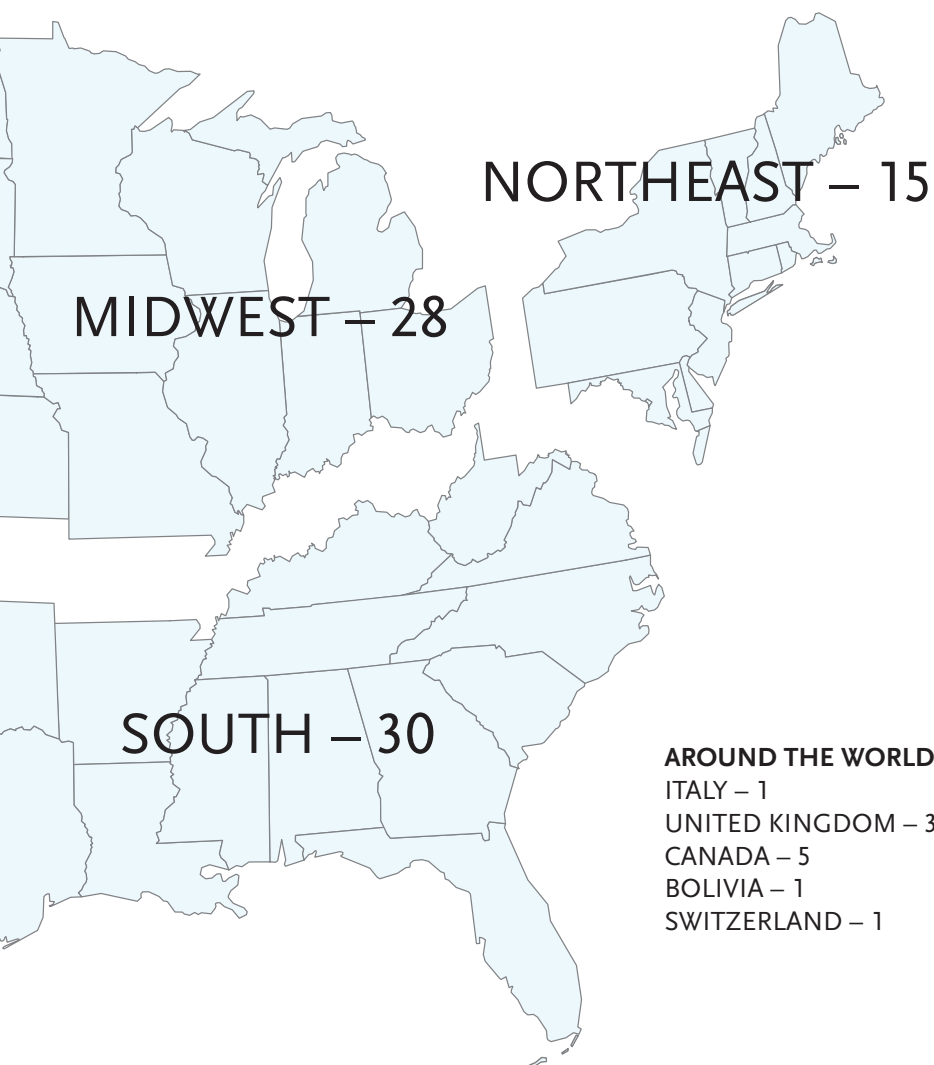 NORTHEAST – 15
MIDWEST – 28
SOUTH – 30
AROUND THE WORLD
ITALY – 1
UNITED KINGDOM – 3
CANADA – 5
BOLIVIA – 1
SWITZERLAND – 1